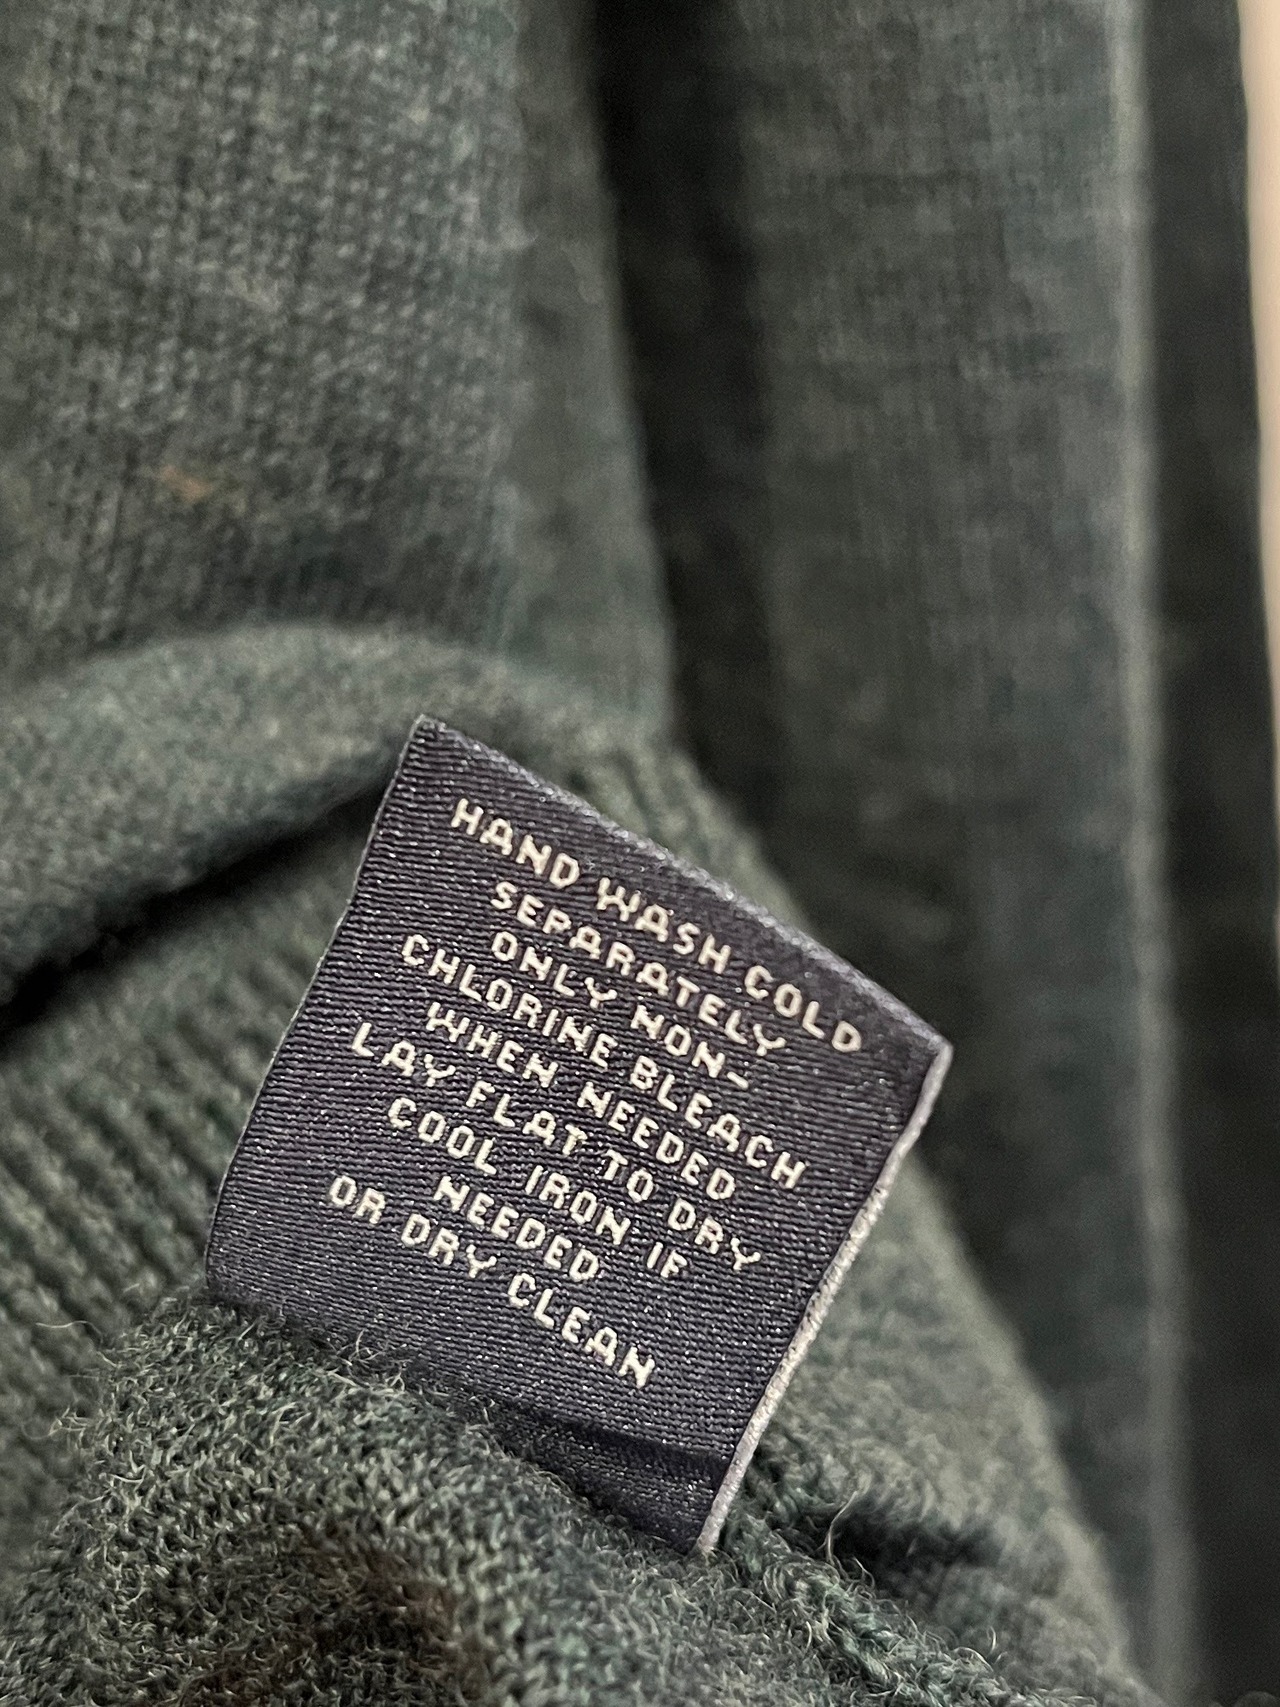 HAND WASH COLD
SEPARATELY
ONLY NON-
CHLORINE BLEACH
WHEN NEEDED
LAY FLAT TO DRY
COOL IRON IF
NEEDED
OR DRY CLEAN